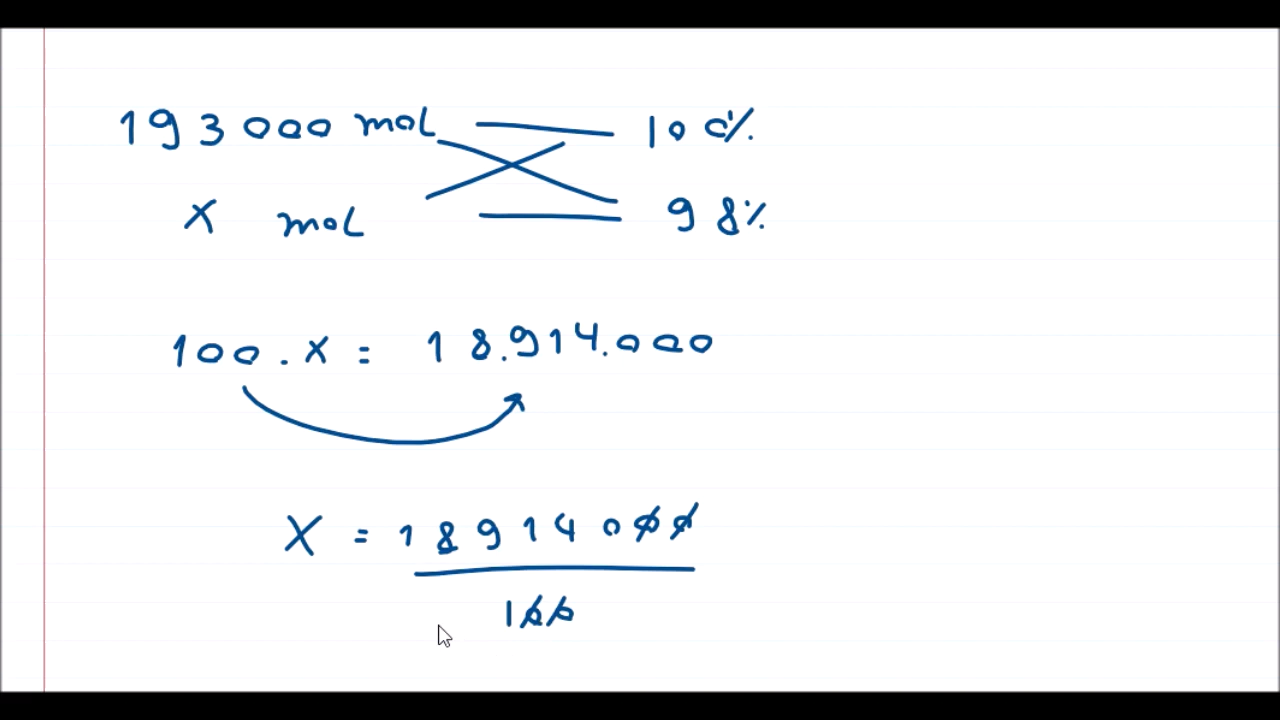 193000 mol 100%
x mol 98%
100 . x = 18.914.000
X = 18914000
100